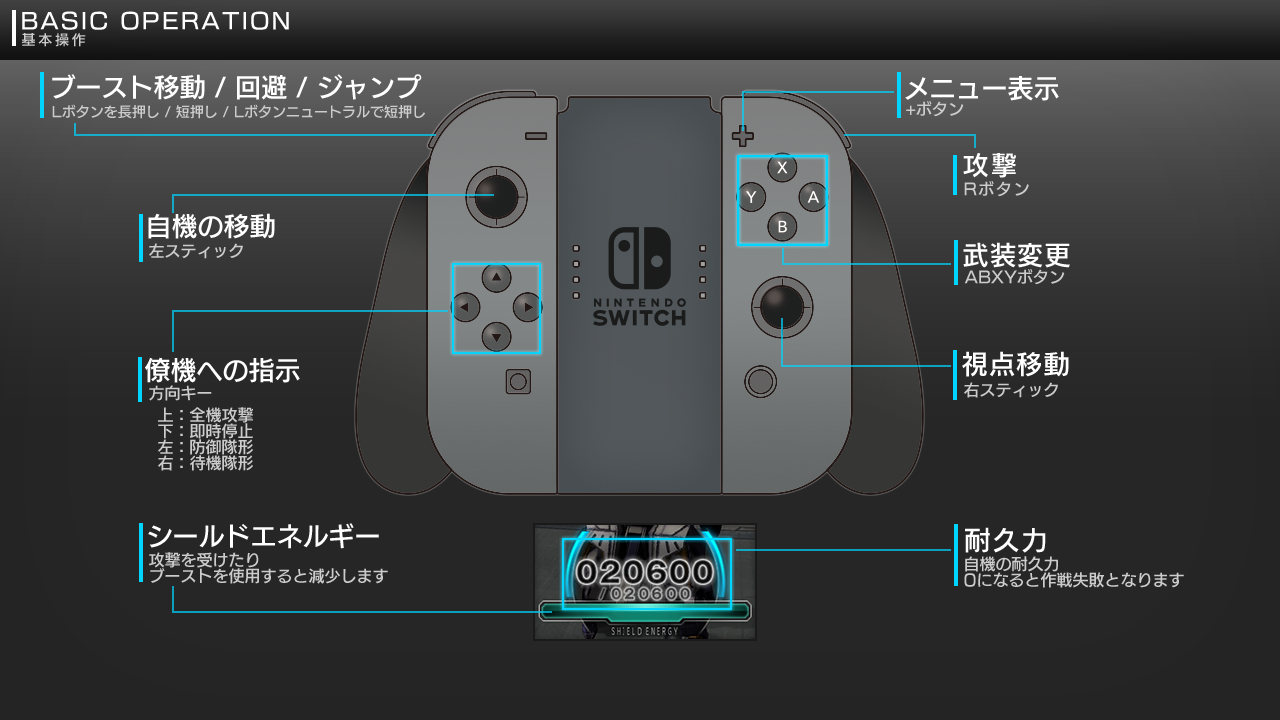 BASIC OPERATION
基本操作
ブースト移動 / 回避 / ジャンプ
Lボタンを長押し / 短押し / Lボタンニュートラルで短押し
メニュー表示
+ボタン
攻撃
Rボタン
自機の移動
左スティック
X
Y
A
B
武装変更
ABXYボタン
NINTENDO
SWITCH
僚機への指示
方向キー
上：全機攻撃
下：即時停止
左：防御隊形
右：待機隊形
視点移動
右スティック
シールドエネルギー
攻撃を受けたり
ブーストを使用すると減少します
020600
/020600
SHIELD ENERGY
耐久力
自機の耐久力
0になると作戦失敗となります